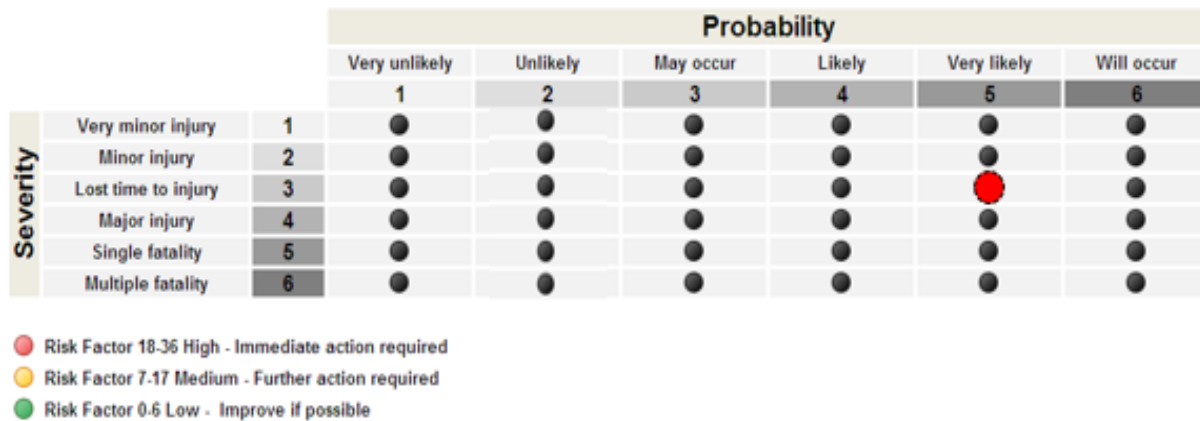 Probability
Very unlikely Unlikely May occur Likely Very likely Will occur
1 2 3 4 5 6
Severity
Very minor injury 1
Minor injury 2
Lost time to injury 3
Major injury 4
Single fatality 5
Multiple fatality 6
Risk Factor 18-36 High - Immediate action required
Risk Factor 7-17 Medium - Further action required
Risk Factor 0-6 Low - Improve if possible